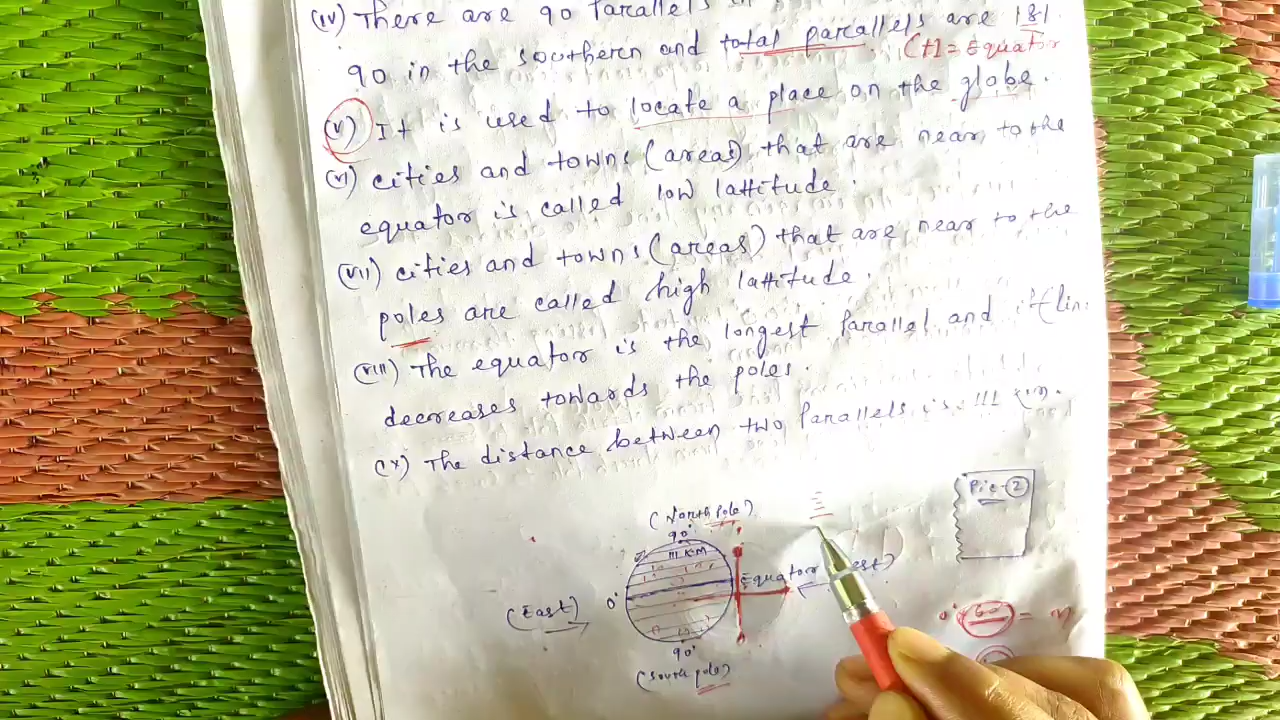 (iv) There are 90 Parallels in
90 in the southern and total parallels are 181
(+1 = Equator
(v) It is used to locate a place on the globe.
(vi) cities and towns (areas) that are near to the
equator is called low lattitude.
(vii) cities and towns (areas) that are near to the
poles are called high lattitude.
(viii) The equator is the longest Parallel and it
decreases towards the poles.
(x) The distance between two Parallels is 111 km.
Pic-②
(North Pole)
90°
111 KM
Equator
(East)
0°
90°
(South pole)
0°
60 =